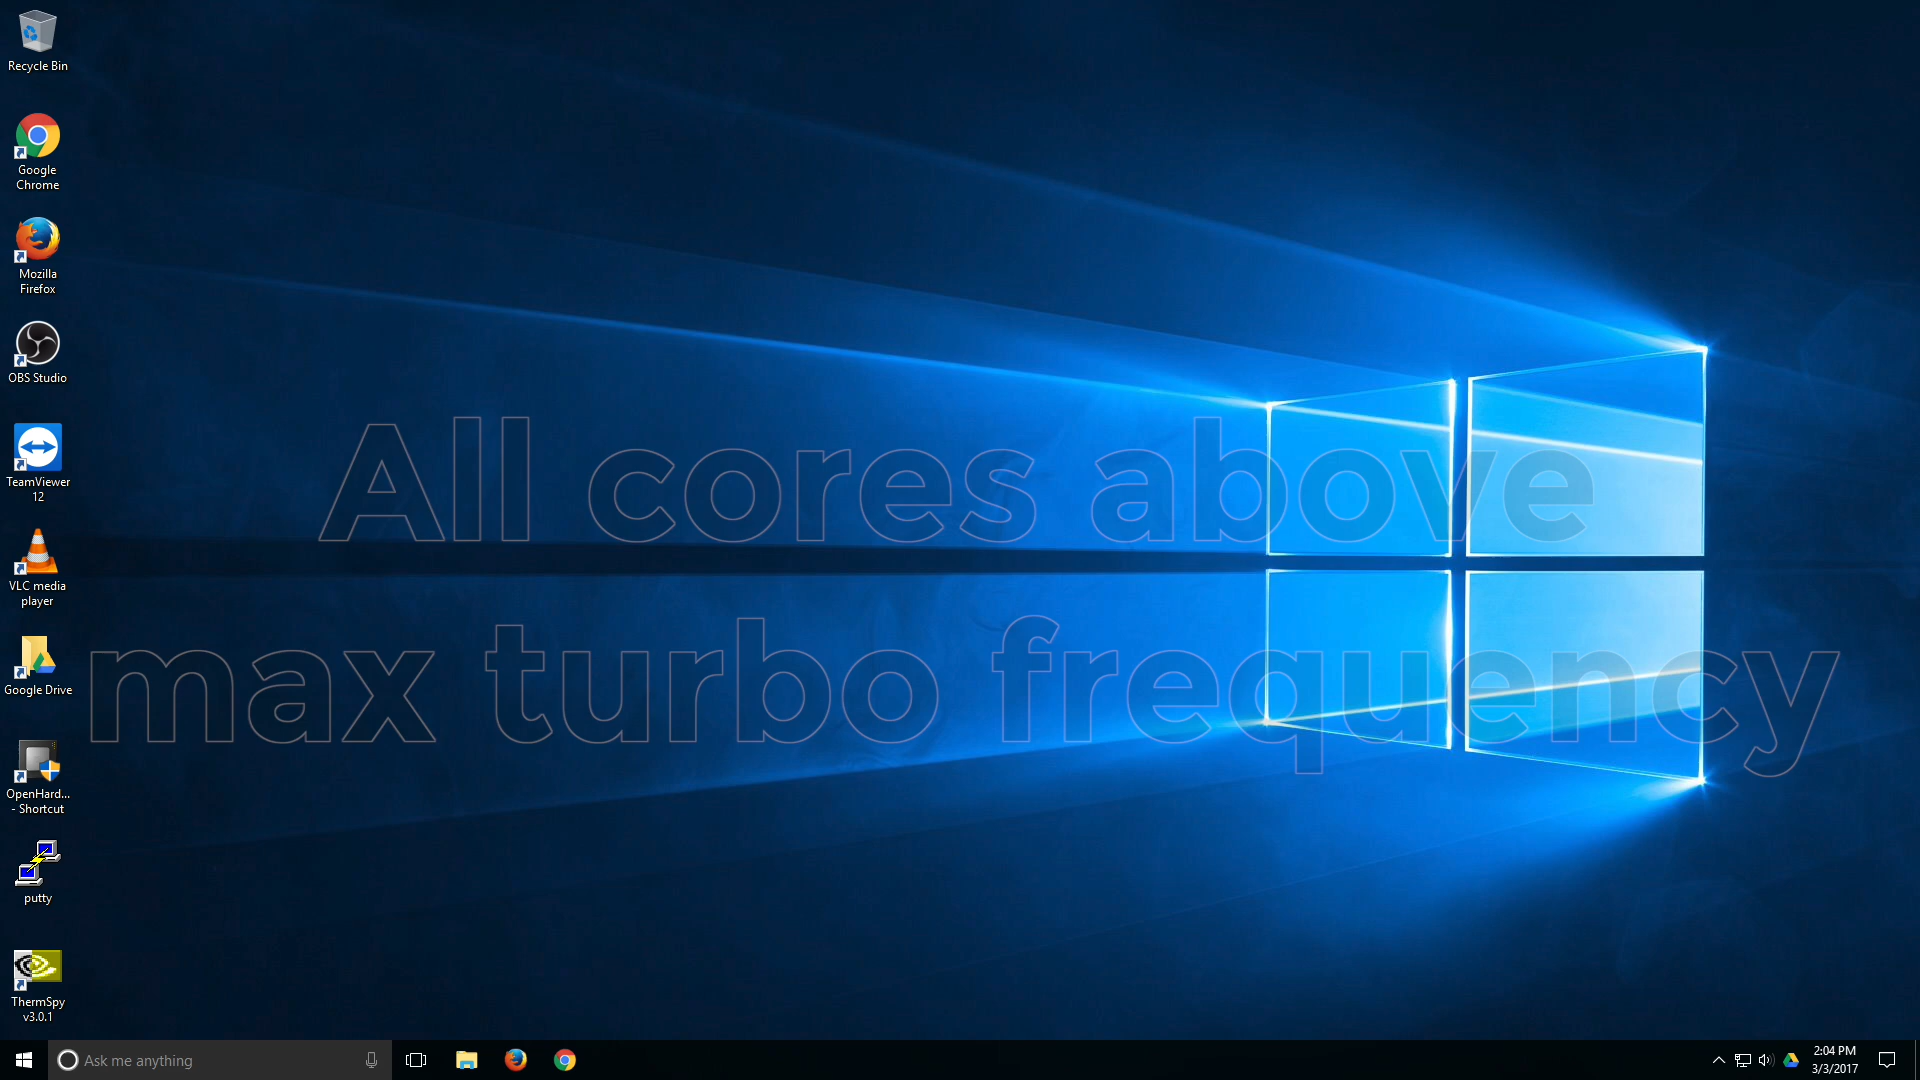 Recycle Bin
Google
Chrome
Mozilla
Firefox
OBS Studio
TeamViewer
12
VLC media
player
Google Drive
OpenHard...
- Shortcut
putty
ThermSpy
v3.0.1
All cores above
max turbo frequency
Ask me anything
2:04 PM
3/3/2017